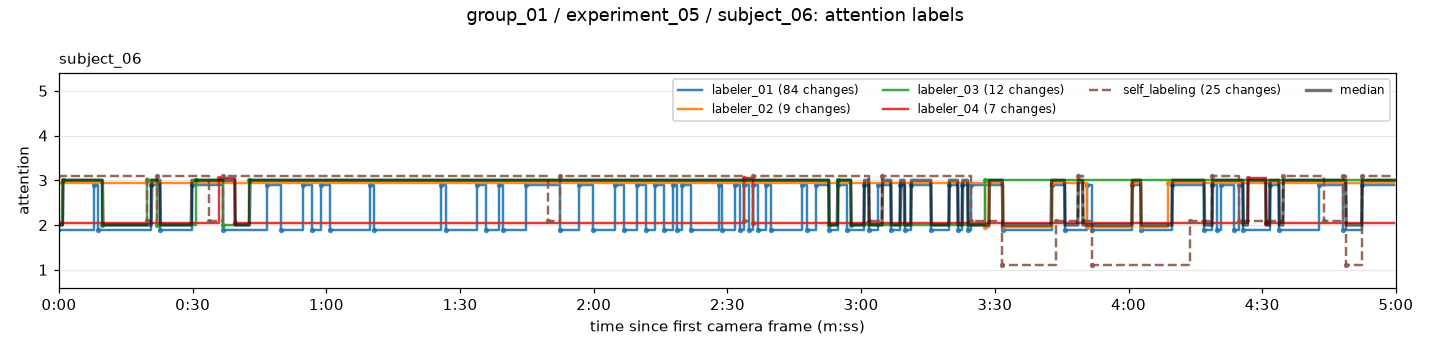 group_01 / experiment_05 / subject_06: attention labels
subject_06
labeler_01 (84 changes)
labeler_02 (9 changes)
labeler_03 (12 changes)
labeler_04 (7 changes)
self_labeling (25 changes)
median
attention
5
4
3
2
1
0:00 0:30 1:00 1:30 2:00 2:30 3:00 3:30 4:00 4:30 5:00
time since first camera frame (m:ss)